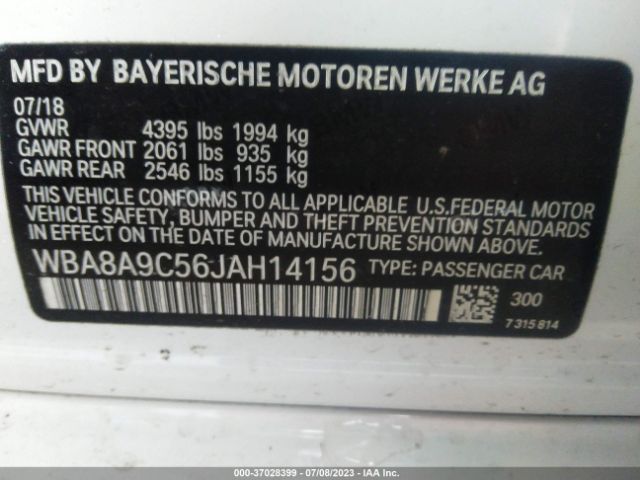 MFD BY BAYERISCHE MOTOREN WERKE AG
07/18
GVWR 4395 lbs 1994 kg
GAWR FRONT 2061 lbs 935 kg
GAWR REAR 2546 lbs 1155 kg
THIS VEHICLE CONFORMS TO ALL APPLICABLE U.S.FEDERAL MOTOR
VEHICLE SAFETY, BUMPER AND THEFT PREVENTION STANDARDS
IN EFFECT ON THE DATE OF MANUFACTURE SHOWN ABOVE.
WBA8A9C56JAH14156 TYPE: PASSENGER CAR
300
7315814
000-37028399 - 07/08/2023 - IAA Inc.